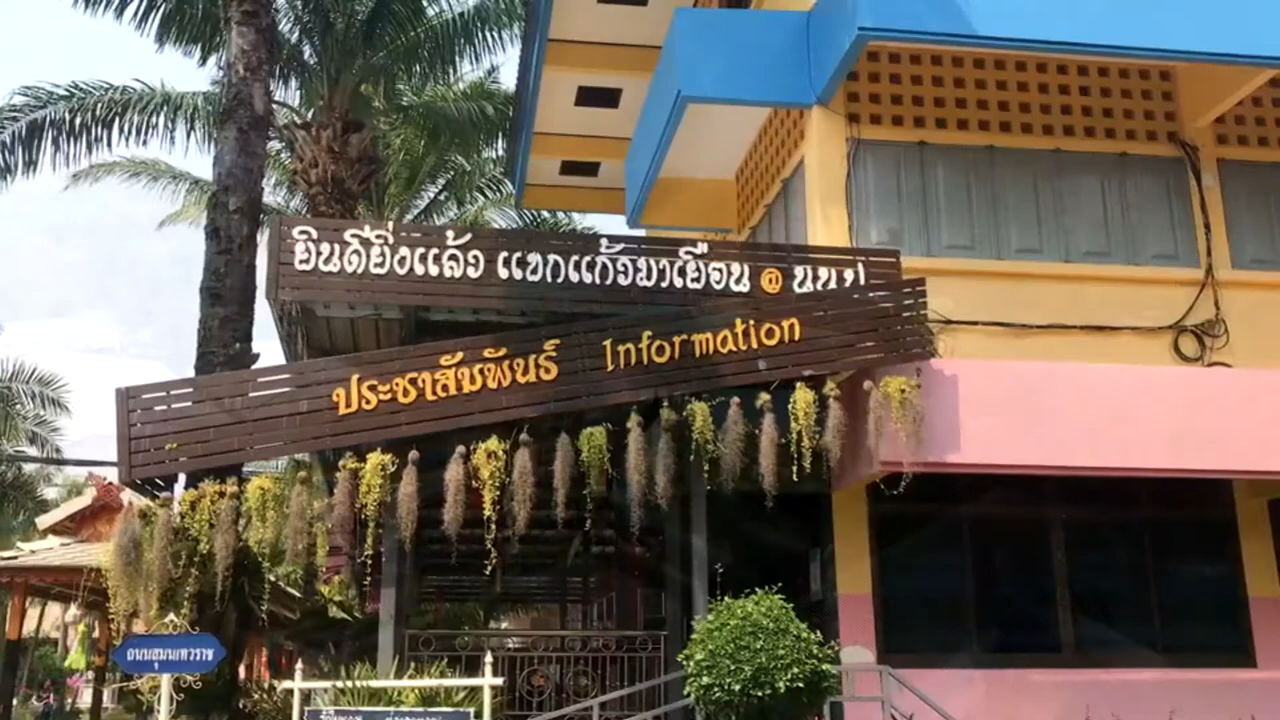 ยินดียิ่งแล้ว แขกแก้วมาเยือน @ นนป
ประชาสัมพันธ์ Information
ถนนสุมนเทวราช